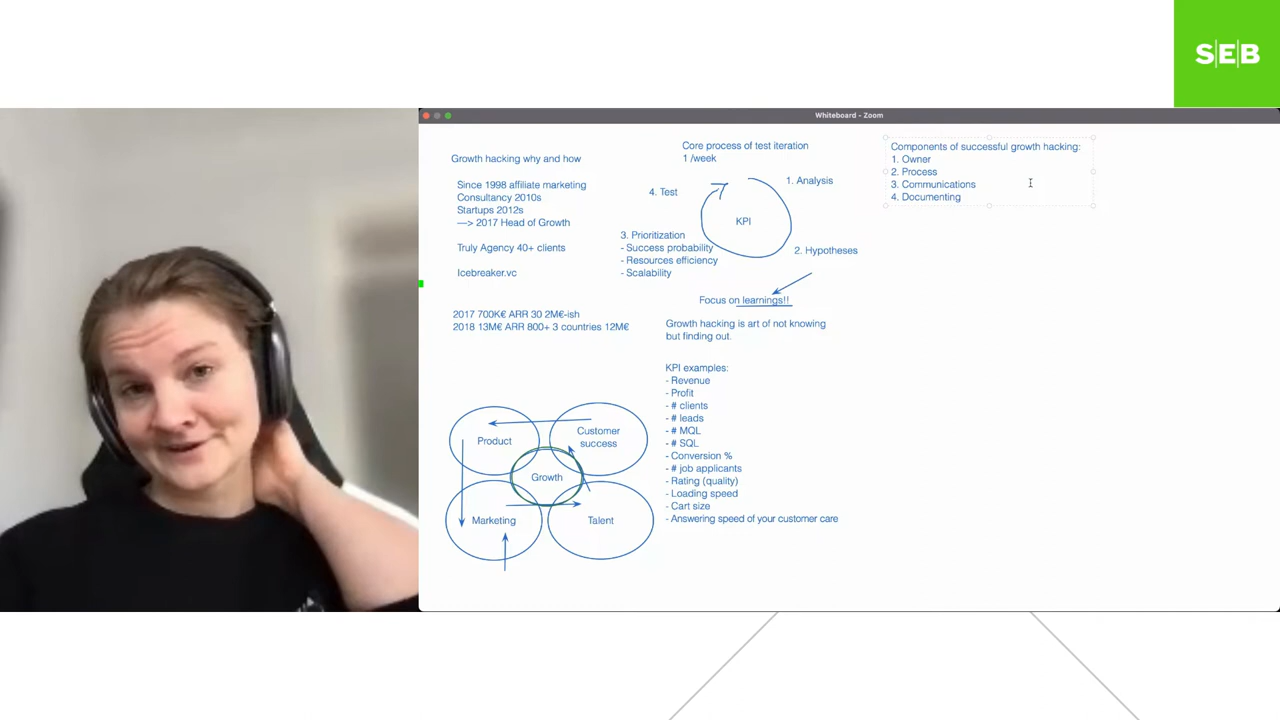 S|E|B
Whiteboard - Zoom
Growth hacking why and how
Since 1998 affiliate marketing
Consultancy 2010s
Startups 2012s
—> 2017 Head of Growth
Truly Agency 40+ clients
Icebreaker.vc
2017 700K€ ARR 30 2M€-ish
2018 13M€ ARR 800+ 3 countries 12M€
Product
Customer
success
Growth
Marketing
Talent
Core process of test iteration
1 /week
1. Analysis
4. Test
KPI
3. Prioritization
- Success probability
- Resources efficiency
- Scalability
2. Hypotheses
Focus on learnings!!
Growth hacking is art of not knowing
but finding out.
KPI examples:
- Revenue
- Profit
- # clients
- # leads
- # MQL
- # SQL
- Conversion %
- # job applicants
- Rating (quality)
- Loading speed
- Cart size
- Answering speed of your customer care
Components of successful growth hacking:
1. Owner
2. Process
3. Communications
4. Documenting